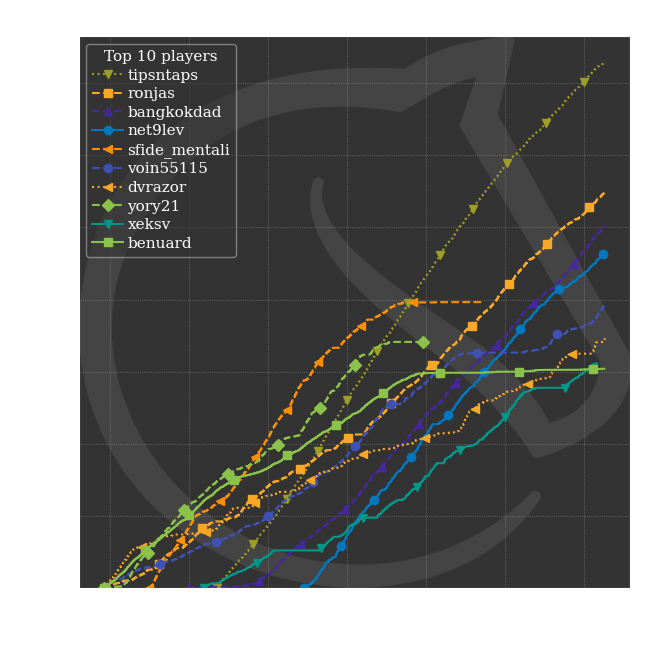 Top 10 players
tipsntaps
ronjas
bangkokdad
net9lev
sfide_mentali
voin55115
dvrazor
yory21
xeksv
benuard